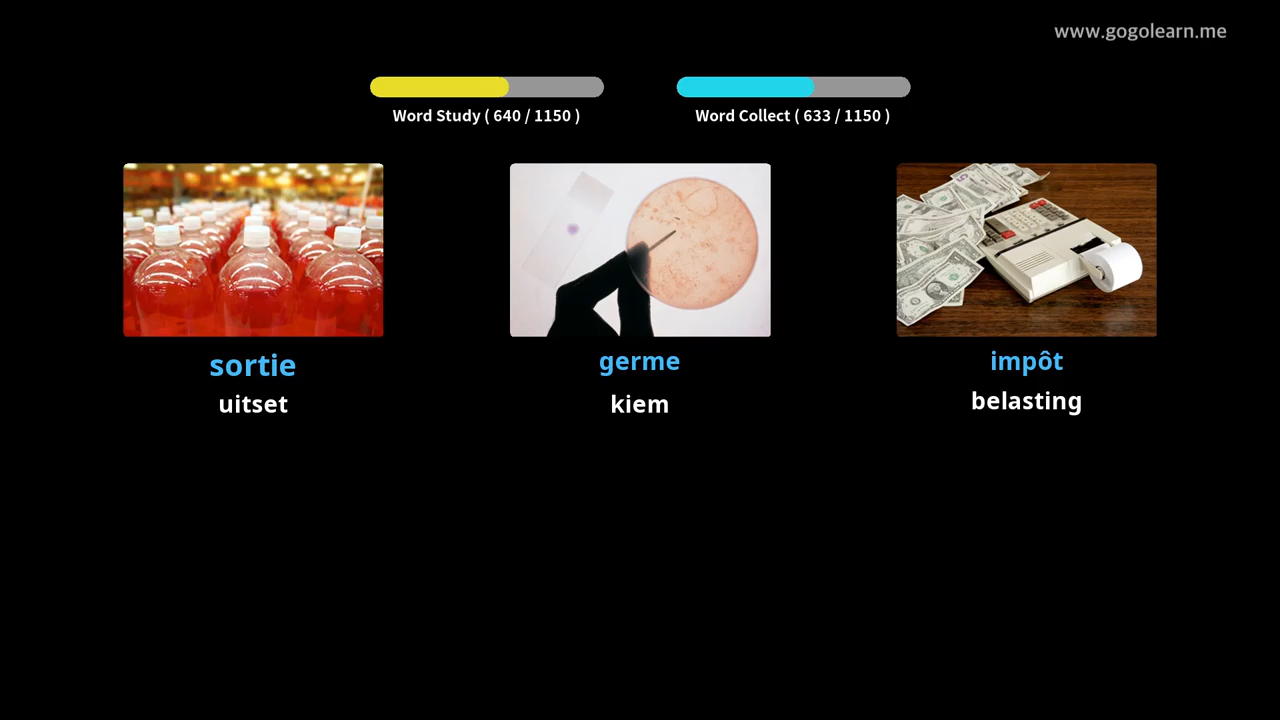 www.gogolearn.me
Word Study ( 640 / 1150 )
Word Collect ( 633 / 1150 )
sortie
uitset
germe
kiem
impôt
belasting